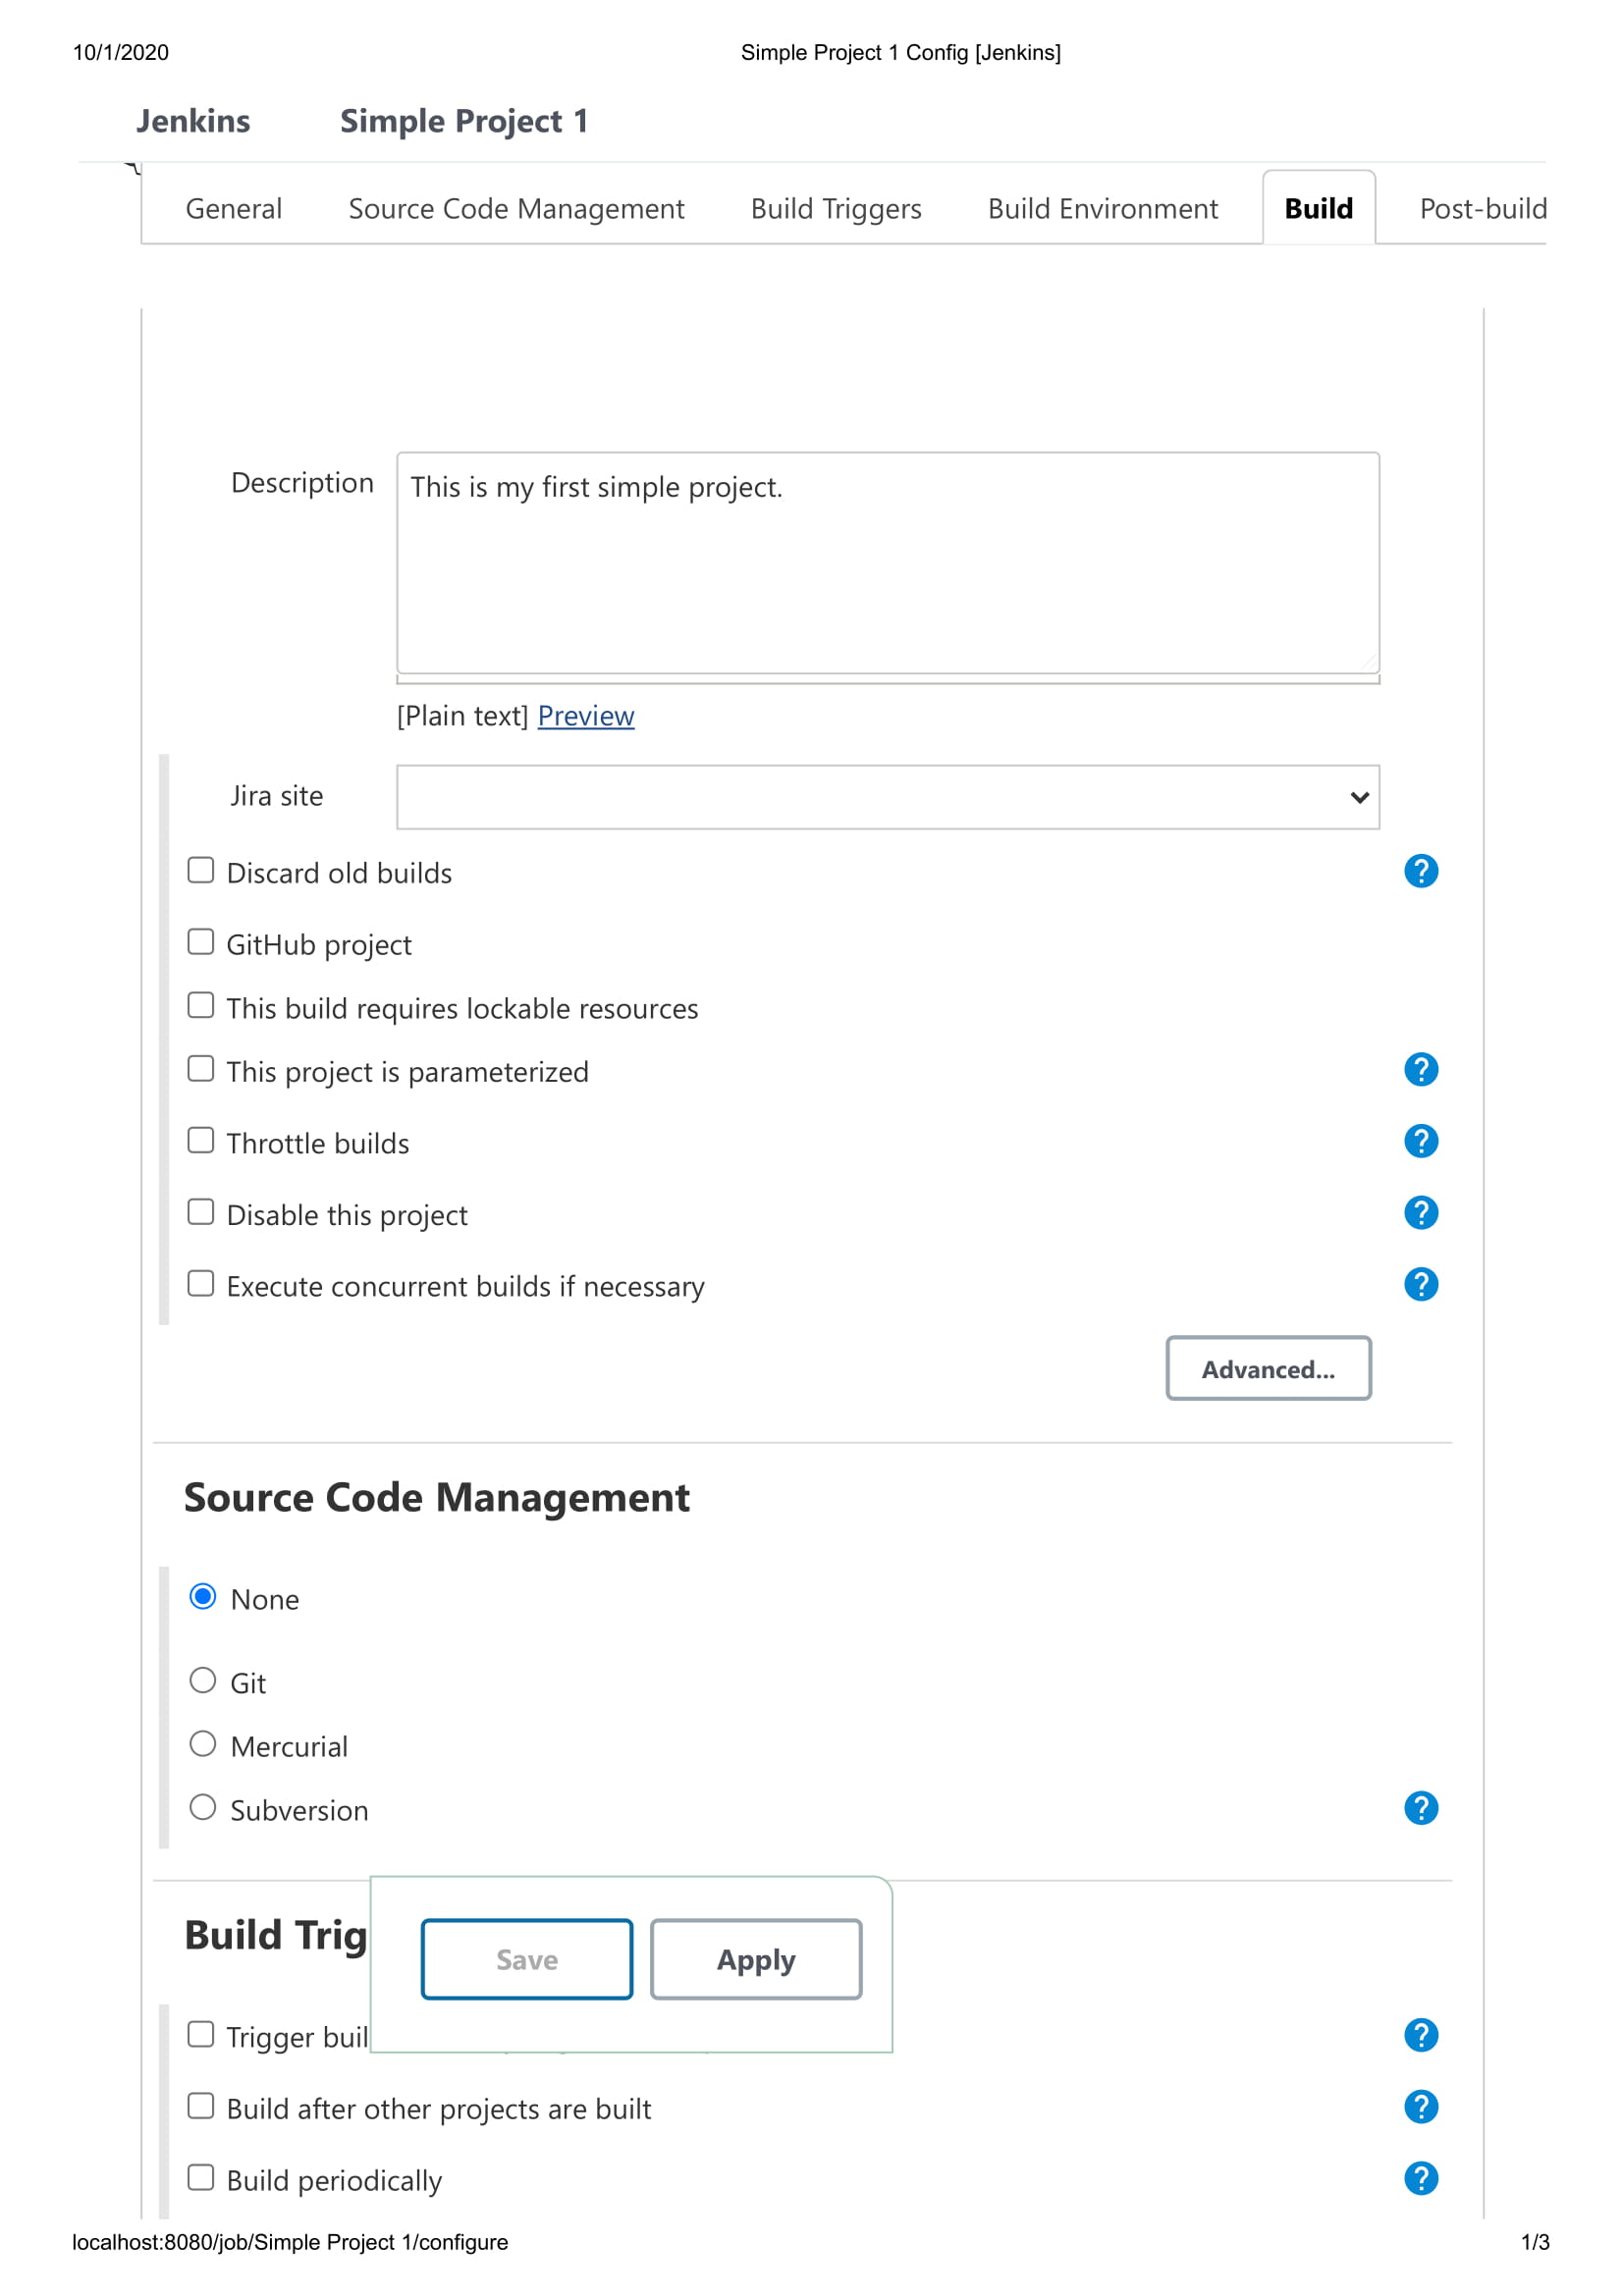 10/1/2020 Simple Project 1 Config [Jenkins]
Jenkins Simple Project 1
General Source Code Management Build Triggers Build Environment Build Post-build
Description This is my first simple project.
[Plain text] Preview
Jira site
Discard old builds
GitHub project
This build requires lockable resources
This project is parameterized
Throttle builds
Disable this project
Execute concurrent builds if necessary
Advanced...
Source Code Management
None
Git
Mercurial
Subversion
Build Trig
Save Apply
Trigger buil
Build after other projects are built
Build periodically
localhost:8080/job/Simple Project 1/configure 1/3